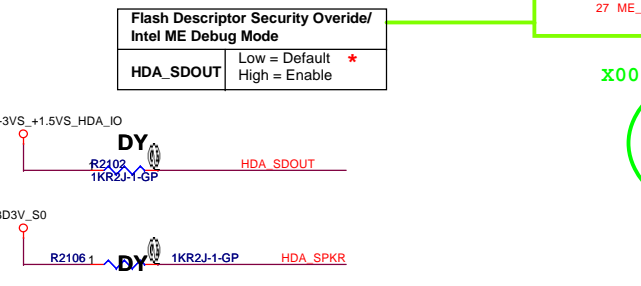 27 ME_
Flash Descriptor Security Overide/
Intel ME Debug Mode
HDA_SDOUT
Low = Default *
High = Enable
X00
-3VS_+1.5VS_HDA_IO
DY
R2102
1
1KR2J-1-GP
HDA_SDOUT
3D3V_S0
R2106 1
DY
1KR2J-1-GP
HDA_SPKR